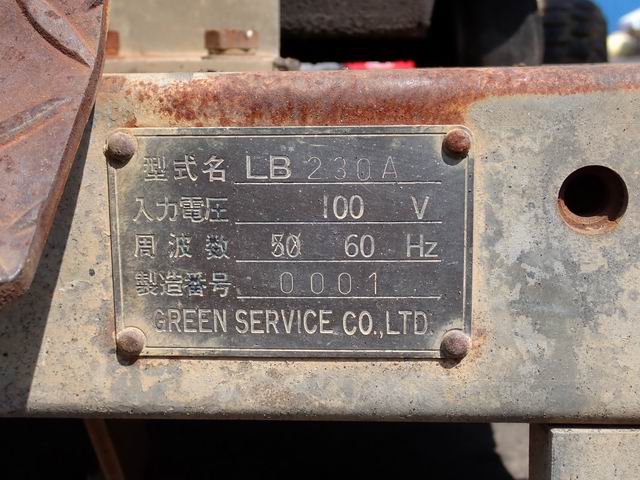 型式名 LB 230A
入力電圧 100 V
周波数 50 60 Hz
製造番号 0001
GREEN SERVICE CO.,LTD.